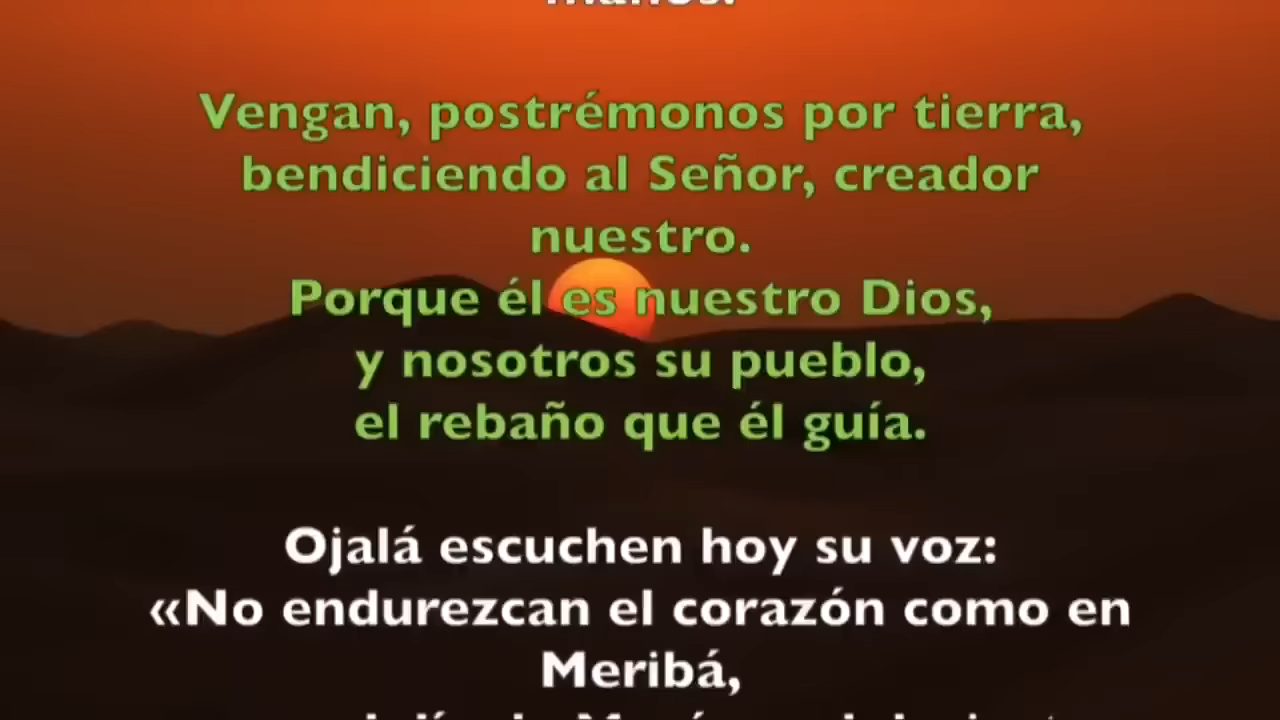 Vengan, postrémonos por tierra,
bendiciendo al Señor, creador
nuestro.
Porque él es nuestro Dios,
y nosotros su pueblo,
el rebaño que él guía.
Ojalá escuchen hoy su voz:
«No endurezcan el corazón como en
Meribá,